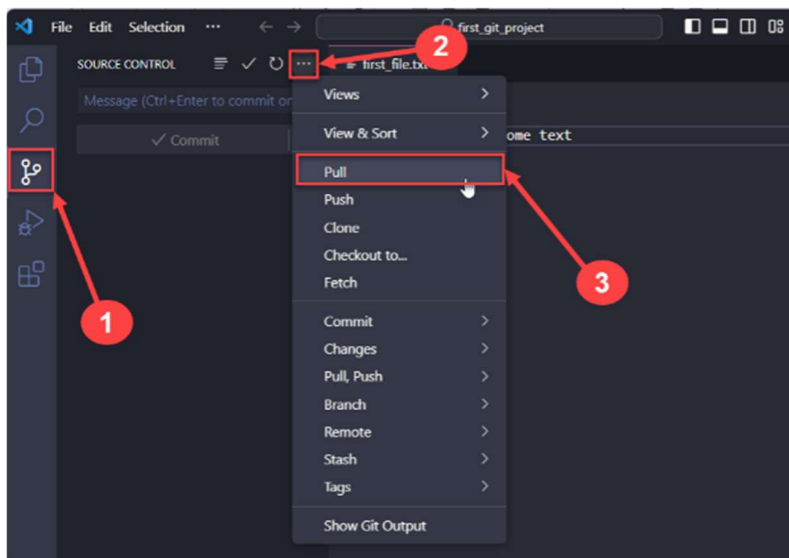 File Edit Selection ··· first_git_project
2
SOURCE CONTROL ··· first_file.txt
Message (Ctrl+Enter to commit on
Views
Commit
View & Sort
ome text
Pull
Push
Clone
Checkout to...
Fetch
3
1
Commit
Changes
Pull, Push
Branch
Remote
Stash
Tags
Show Git Output